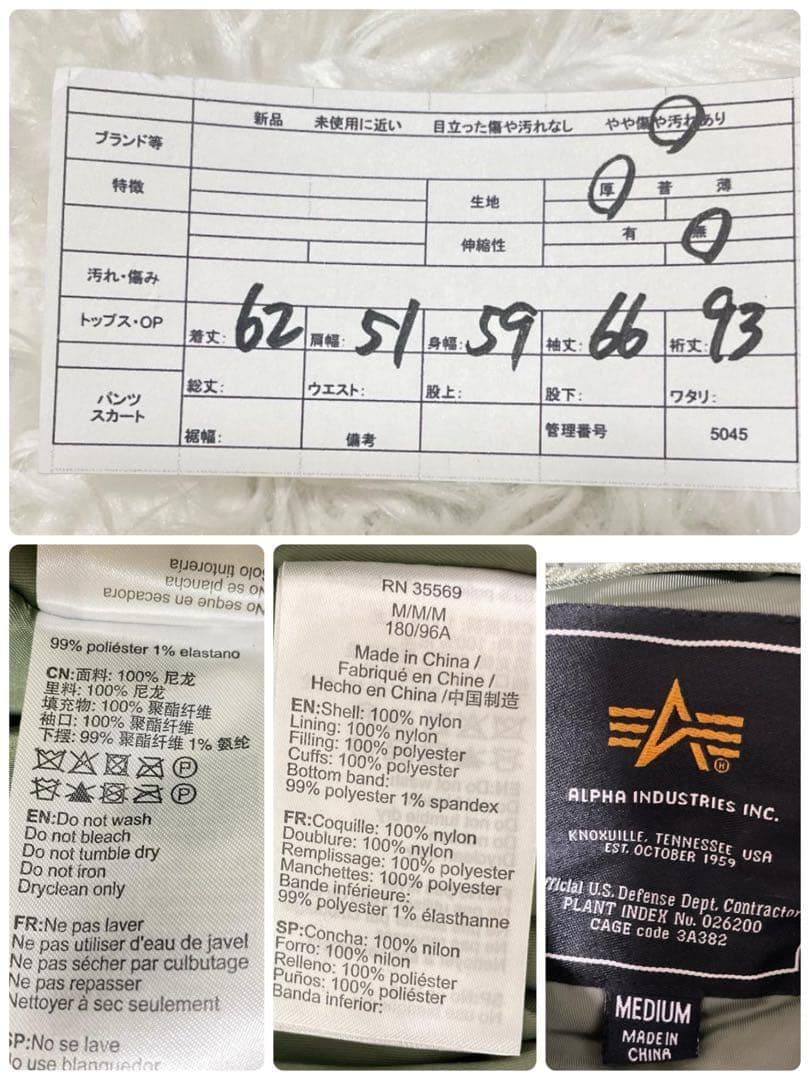 新品 未使用に近い 目立った傷や汚れなし やや傷や汚れあり
ブランド等
特徴
生地 厚 普 薄
伸縮性 有 無
汚れ・傷み
トップス・OP 着丈: 62 肩幅: 51 身幅: 59 袖丈: 66 裄丈: 93
パンツ
スカート
総丈: ウエスト: 股上: 股下: ワタリ:
裾幅: 備考 管理番号 5045
Solo tintorería
No se plancha
No seque en secadora
99% poliéster 1% elastano
CN:面料: 100% 尼龙
里料: 100% 尼龙
填充物: 100% 聚酯纤维
袖口: 100% 聚酯纤维
下摆: 99% 聚酯纤维 1% 氨纶
P
P
EN:Do not wash
Do not bleach
Do not tumble dry
Do not iron
Dryclean only
FR:Ne pas laver
Ne pas utiliser d'eau de javel
Ne pas sécher par culbutage
Ne pas repasser
Nettoyer à sec seulement
SP:No se lave
No use blanqueador
RN 35569
M/M/M
180/96A
Made in China /
Fabriqué en Chine /
Hecho en China /中国制造
EN:Shell: 100% nylon
Lining: 100% nylon
Filling: 100% polyester
Cuffs: 100% polyester
Bottom band:
99% polyester 1% spandex
FR:Coquille: 100% nylon
Doublure: 100% nylon
Remplissage: 100% polyester
Manchettes: 100% polyester
Bande inférieure:
99% polyester 1% élasthanne
SP:Concha: 100% nilon
Forro: 100% nilon
Relleno: 100% poliéster
Puños: 100% poliéster
Banda inferior:
ALPHA INDUSTRIES INC.
KNOXVILLE, TENNESSEE USA
EST. OCTOBER 1959
Official U.S. Defense Dept. Contractor
PLANT INDEX No. 026200
CAGE code 3A382
MEDIUM
MADE IN
CHINA